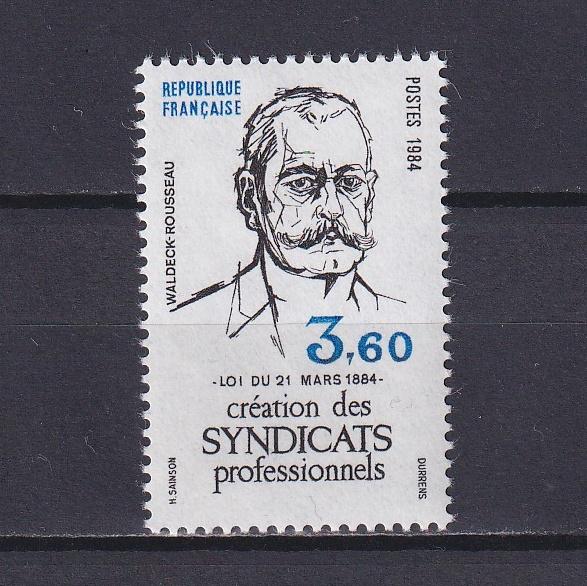 REPUBLIQUE
FRANÇAISE
POSTES 1984
WALDECK-ROUSSEAU
3,60
-LOI DU 21 MARS 1884-
création des
SYNDICATS
professionnels
H. SAINSON
DURRENS